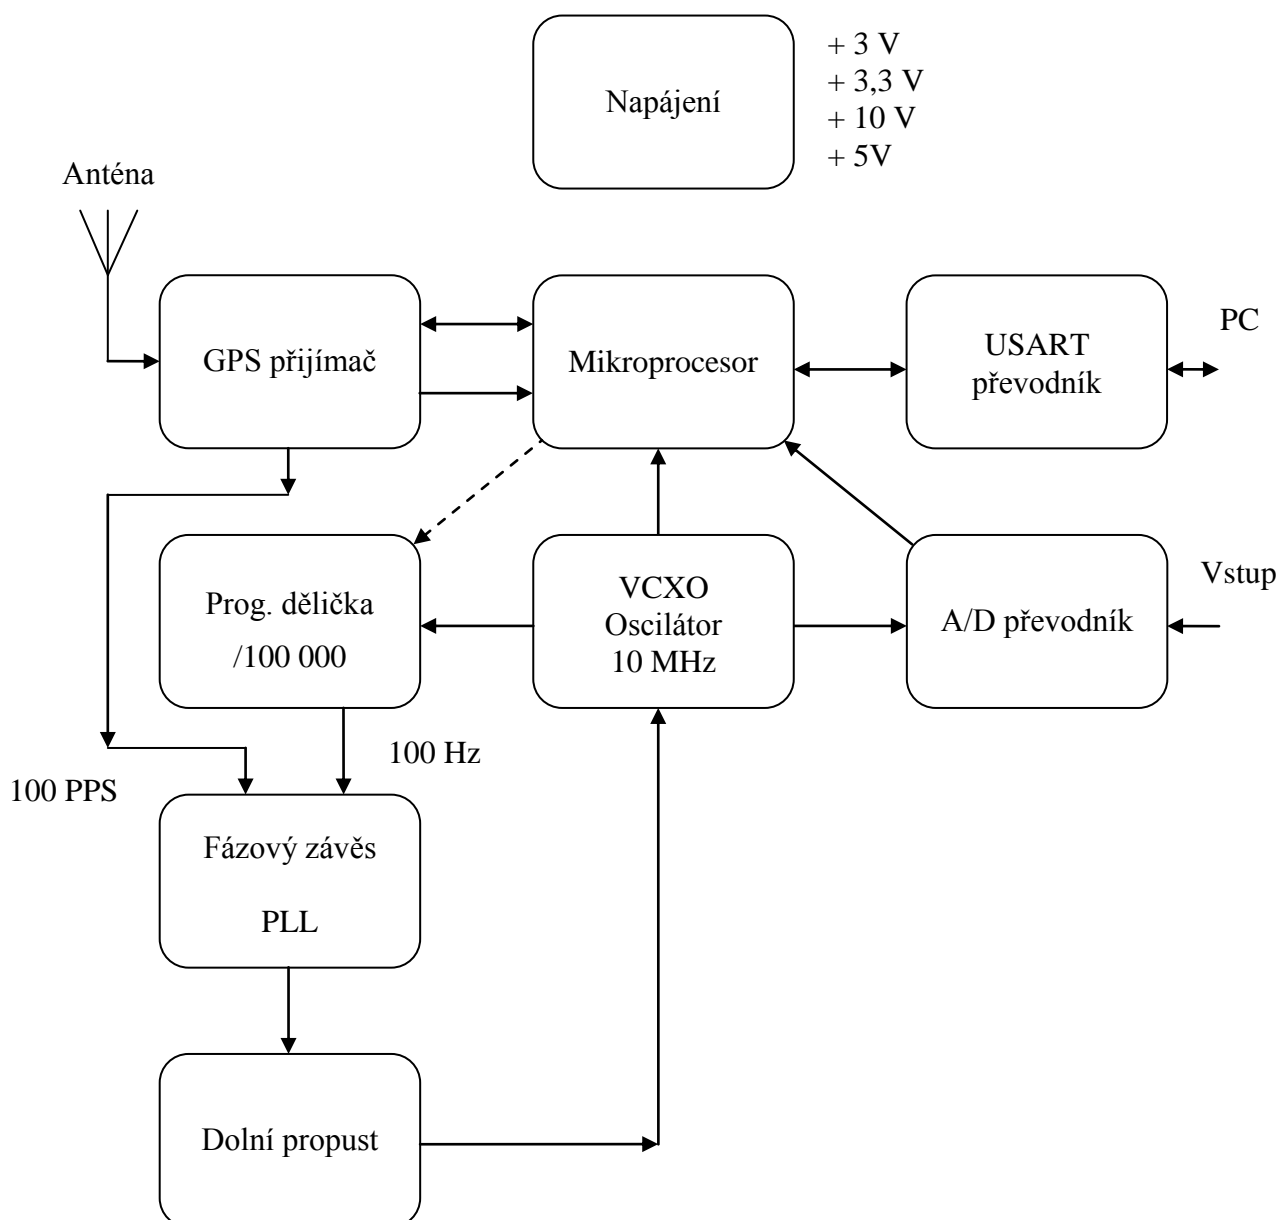 Napájení
+ 3 V
+ 3,3 V
+ 10 V
+ 5V
Anténa
GPS přijímač
Mikroprocesor
USART
převodník
PC
Prog. dělička
/100 000
VCXO
Oscilátor
10 MHz
A/D převodník
Vstup
100 Hz
100 PPS
Fázový závěs
PLL
Dolní propust